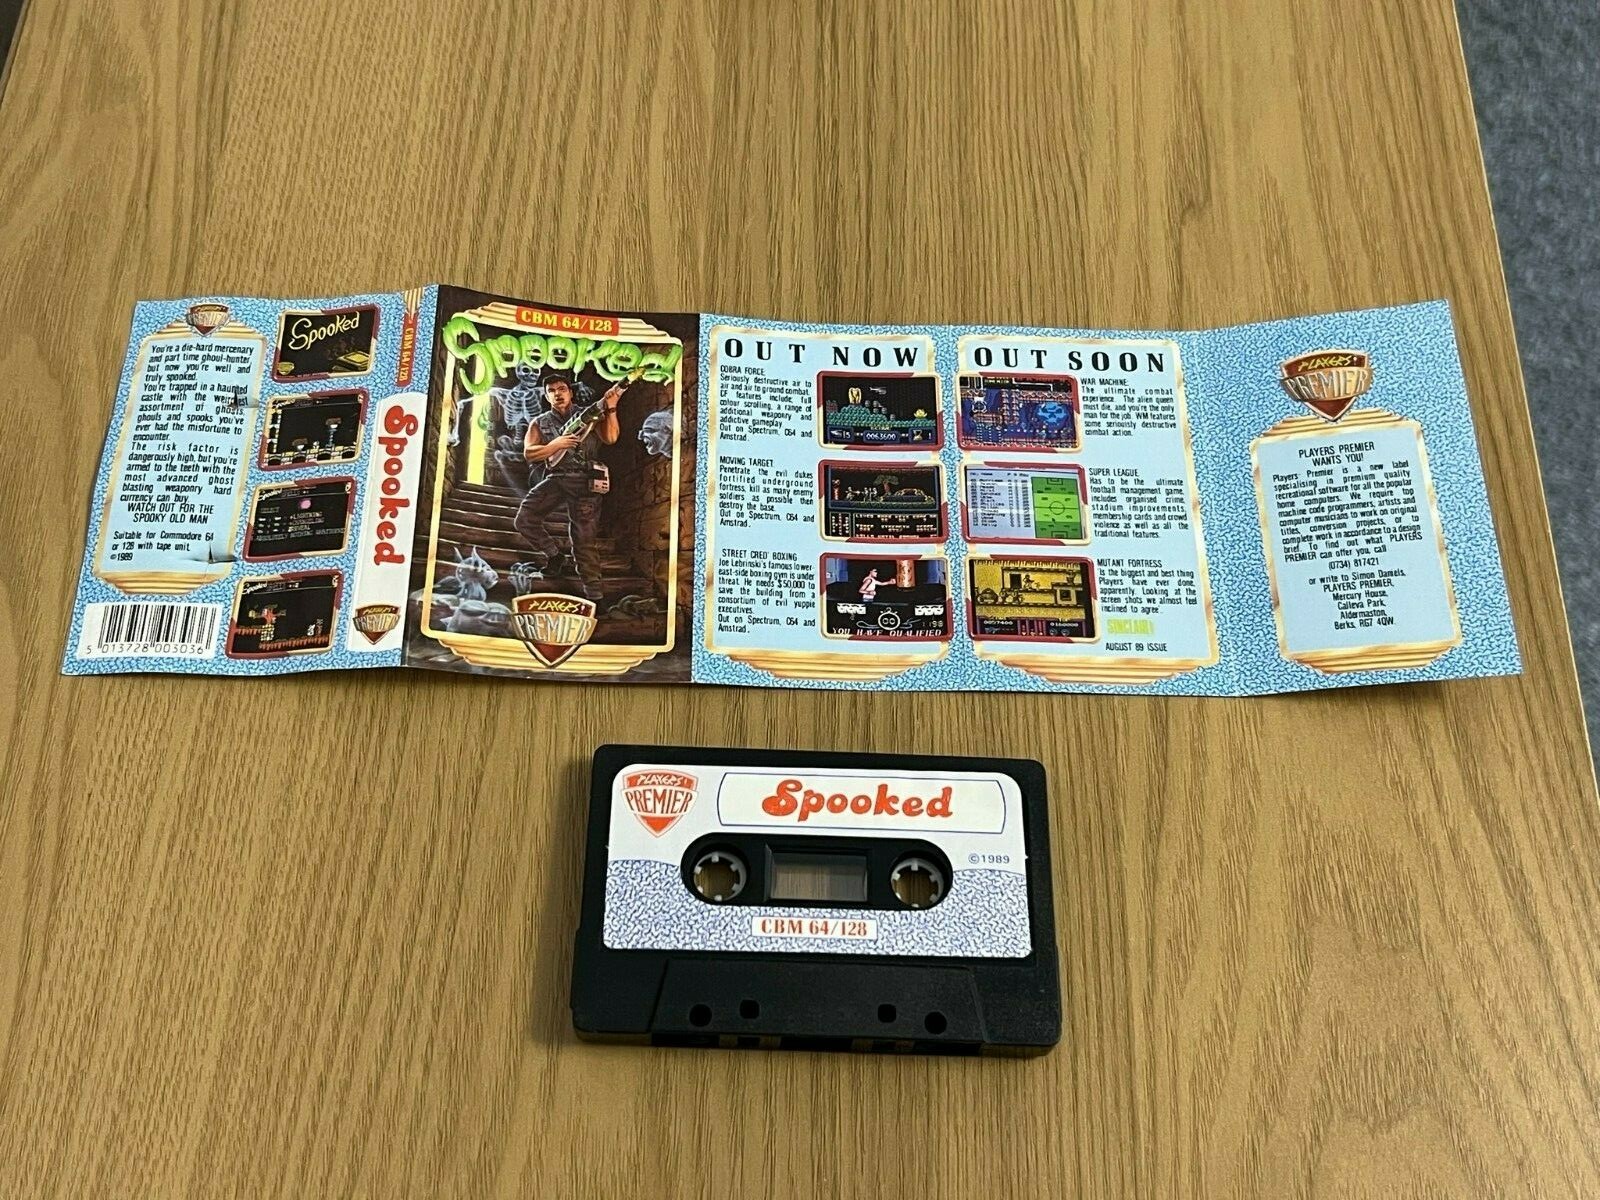 PLAYERS
PREMIER
You're a die-hard mercenary
and part time ghoul-hunter,
but now you're well and
truly spooked.
You're trapped in a haunted
castle with the weirdest
assortment of ghosts,
ghouls and spooks you've
ever had the misfortune to
encounter.
The risk factor is
dangerously high, but you're
armed to the teeth with the
most advanced ghost
blasting weaponry hard
currency can buy.
WATCH OUT FOR THE
SPOOKY OLD MAN
Suitable for Commodore 64
or 128 with tape unit.
©1989
5 013728 003036
Spooked
CBM 64/128
Spooked
PREMIER
CBM 64/128
Spooked
PLAYERS
PREMIER
OUT NOW
COBRA FORCE:
Seriously destructive air to
air and air to ground combat.
CF features include, full
colour scrolling, a range of
additional weaponry and
addictive gameplay.
Out on Spectrum, C64 and
Amstrad.
MOVING TARGET
Penetrate the evil dukes
fortified underground
fortress, kill as many enemy
soldiers as possible then
destroy the base.
Out on Spectrum, C64 and
Amstrad.
STREET CRED' BOXING
Joe Lebrinski's famous lower-
east-side boxing gym is under
threat. He needs $50,000 to
save the building from a
consortium of evil yuppie
executives.
Out on Spectrum, C64 and
Amstrad.
0063600
YOU HAVE QUALIFIED
OUT SOON
WAR MACHINE:
The ultimate combat
experience. The alien queen
must die, and you're the only
man for the job. WM features
some seriously destructive
combat action.
SUPER LEAGUE
Has to be the ultimate
football management game,
includes organised crime,
stadium improvements,
membership cards and crowd
violence as well as all the
traditional features.
MUTANT FORTRESS
'Is the biggest and best thing
Players have ever done,
apparently. Looking at the
screen shots we almost feel
inclined to agree'.
SINCLAIR
AUGUST 89 ISSUE
PLAYERS
PREMIER
PLAYERS PREMIER
WANTS YOU!
Players Premier is a new label
specialising in premium quality
recreational software for all the popular
home computers. We require top
machine code programmers, artists and
computer musicians to work on original
titles, conversion projects, or to
complete work in accordance to a design
brief. To find out what PLAYERS
PREMIER can offer you, call
(0734) 817421
or write to Simon Daniels,
PLAYERS PREMIER,
Mercury House,
Calleva Park,
Aldermaston,
Berks, RG7 4QW.
PLAYERS
PREMIER
Spooked
©1989
CBM 64/128